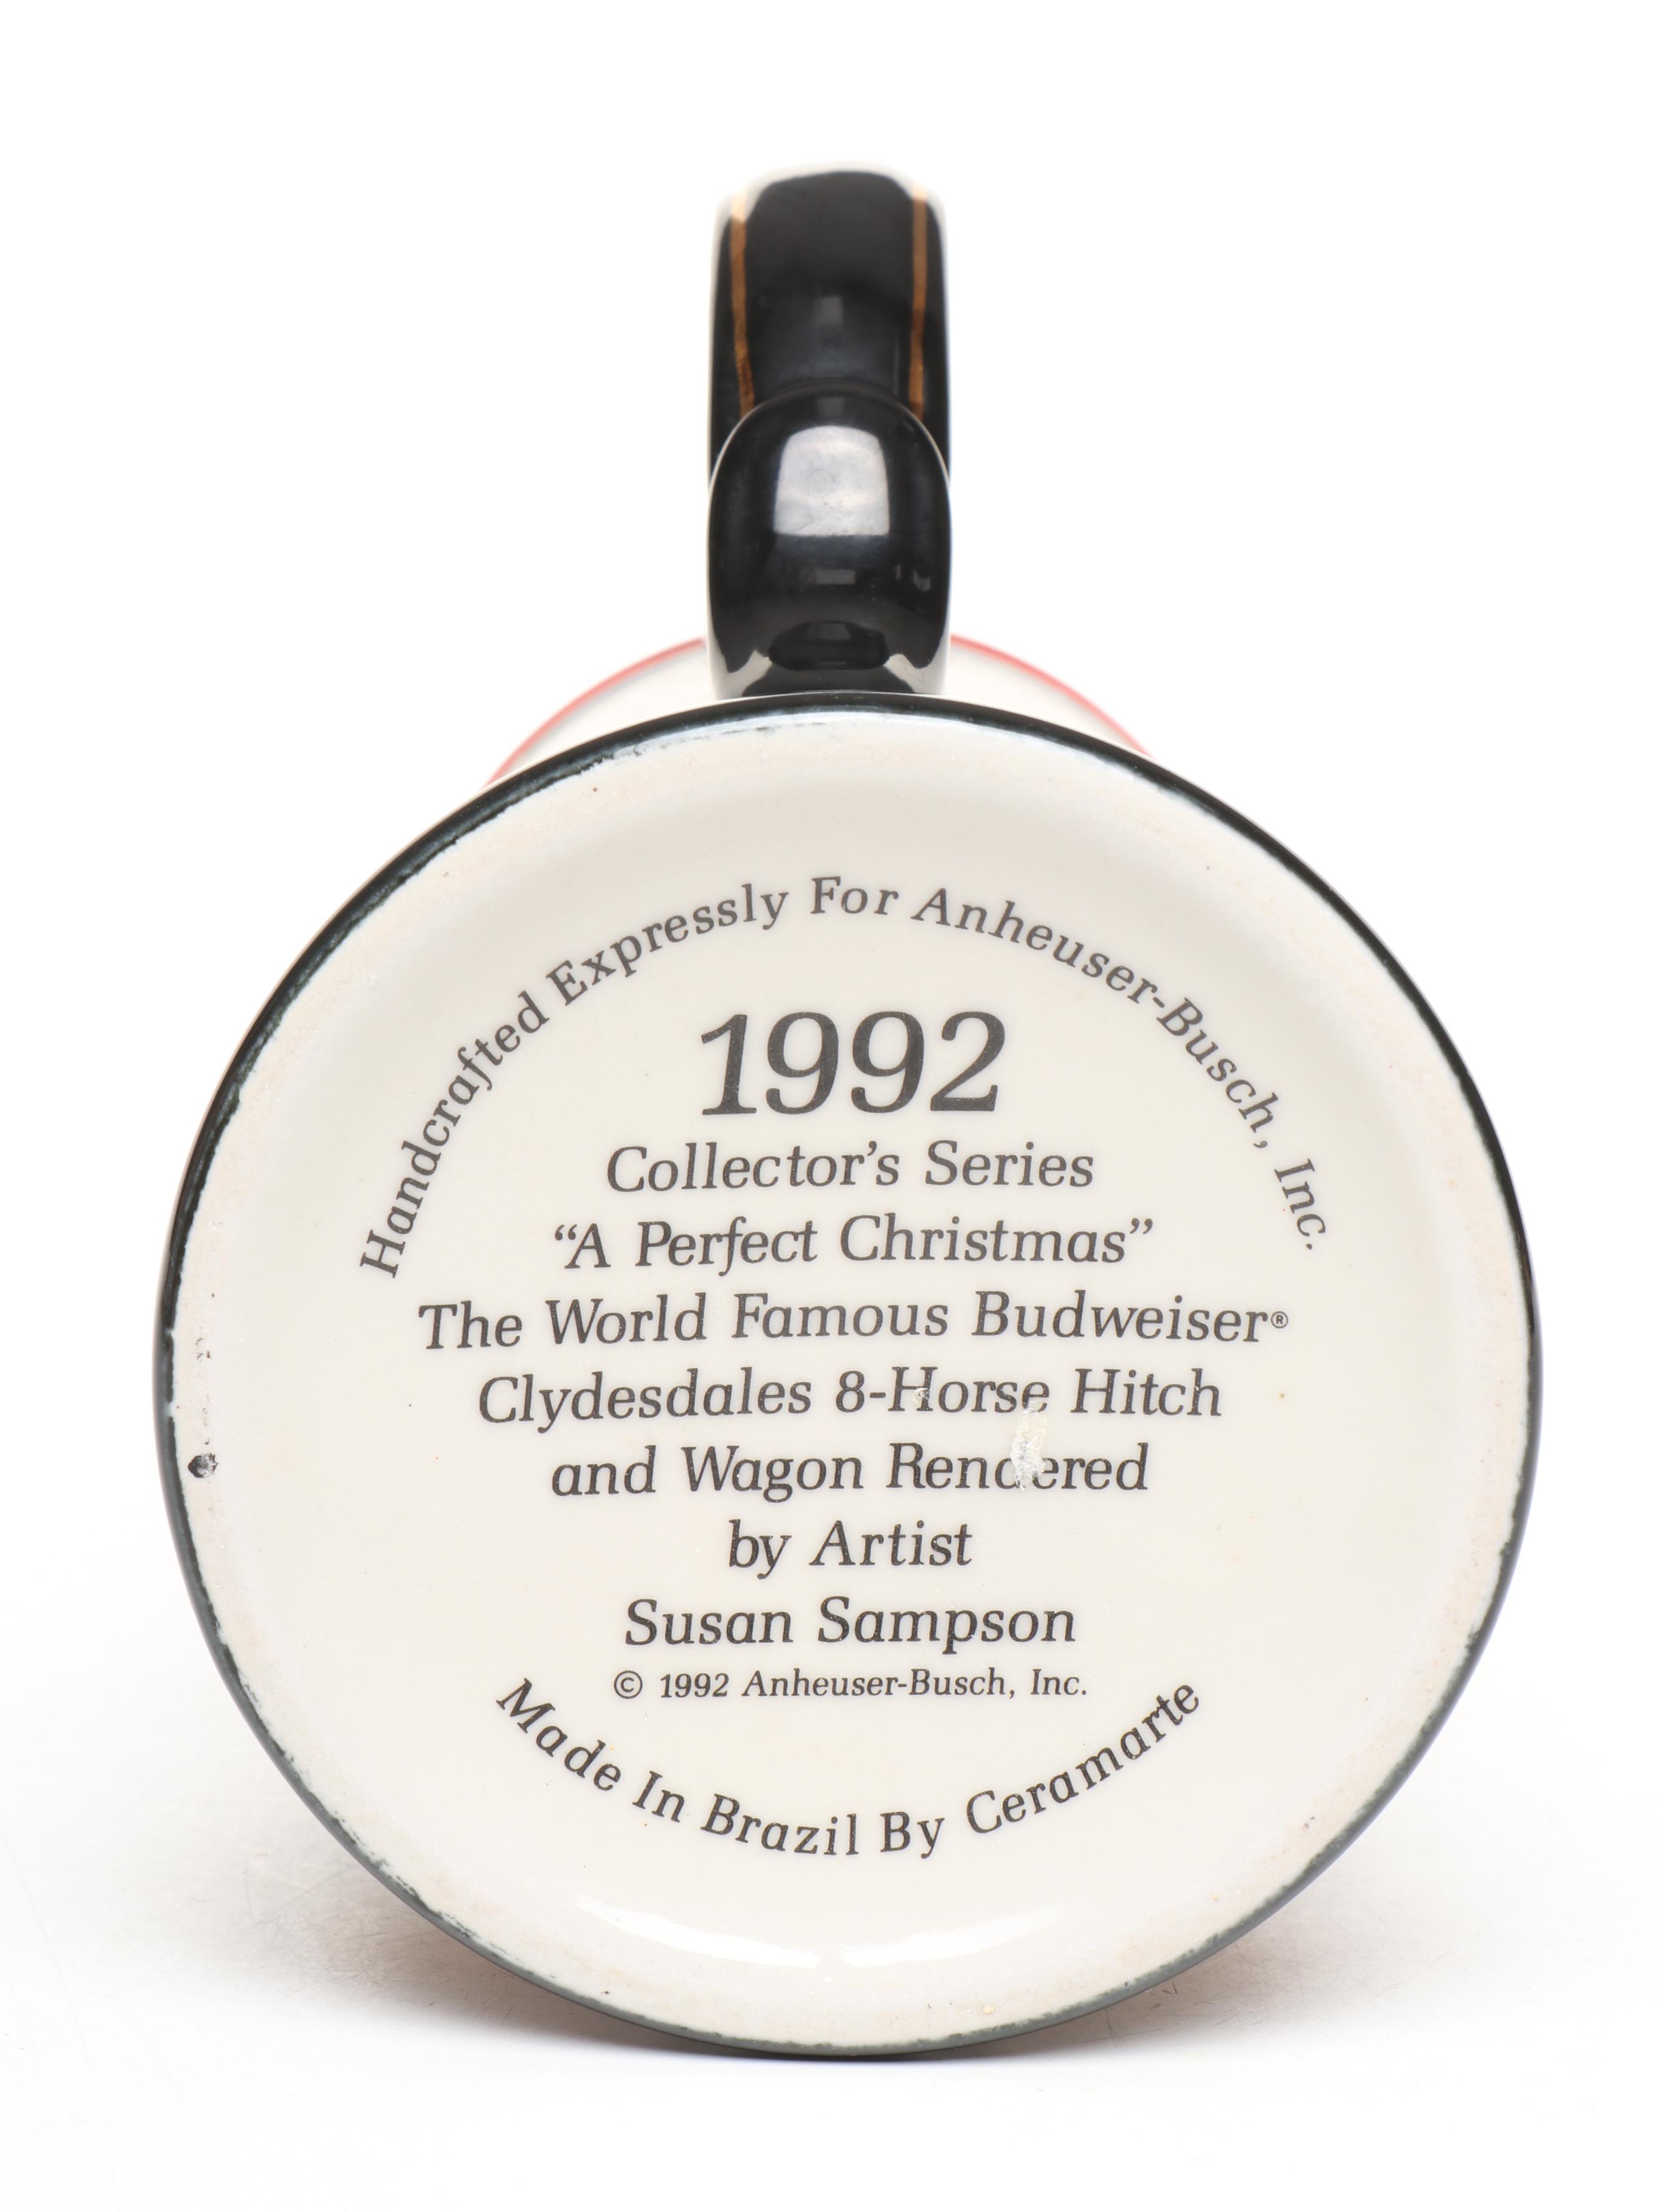 Handcrafted Expressly For Anheuser-Busch, Inc.
1992
Collector's Series
“A Perfect Christmas”
The World Famous Budweiser®
Clydesdales 8-Horse Hitch
and Wagon Rendered
by Artist
Susan Sampson
© 1992 Anheuser-Busch, Inc.
Made In Brazil By Ceramarte